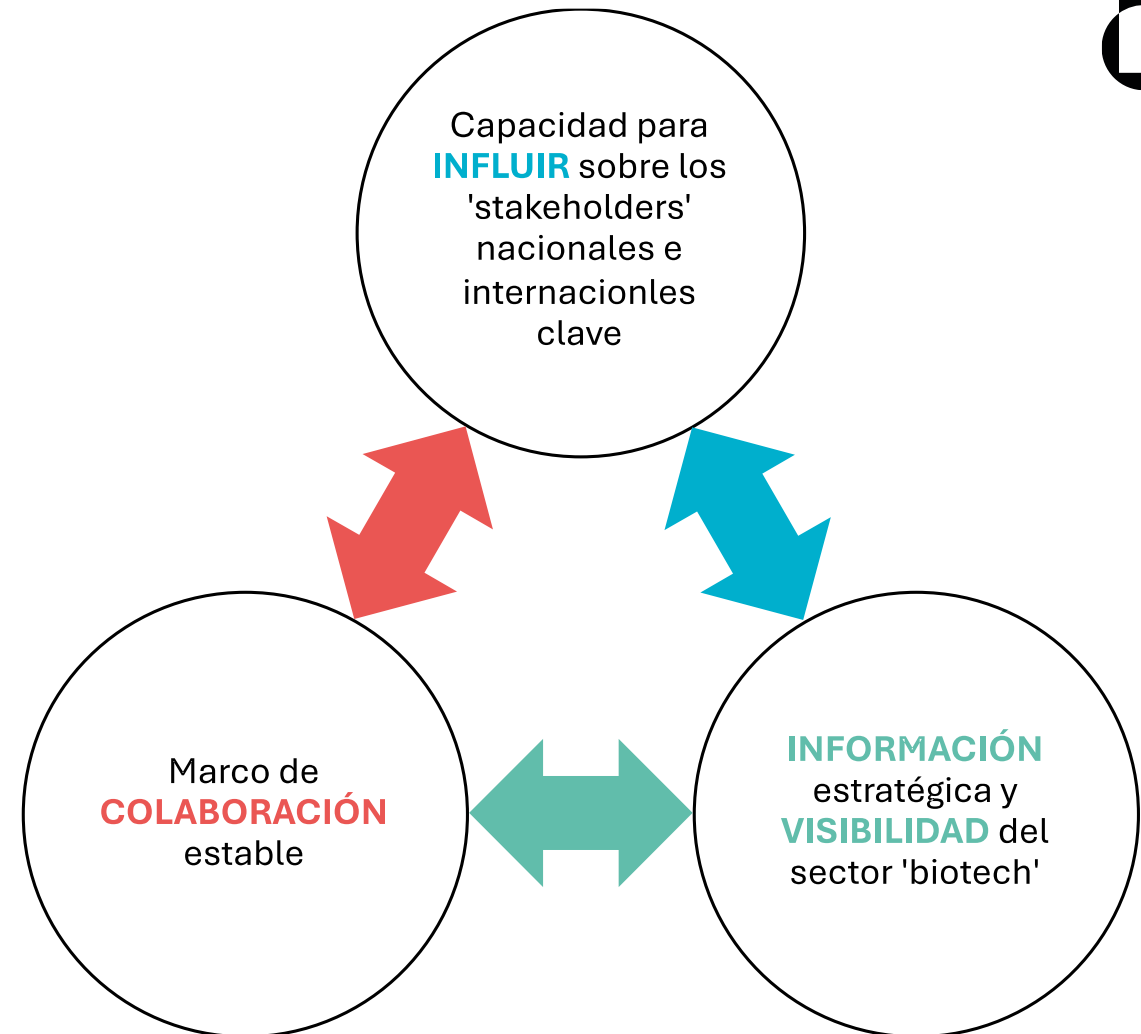 Capacidad para
INFLUIR sobre los
'stakeholders'
nacionales e
internacionles
clave
Marco de
COLABORACIÓN
estable
INFORMACIÓN
estratégica y
VISIBILIDAD del
sector 'biotech'